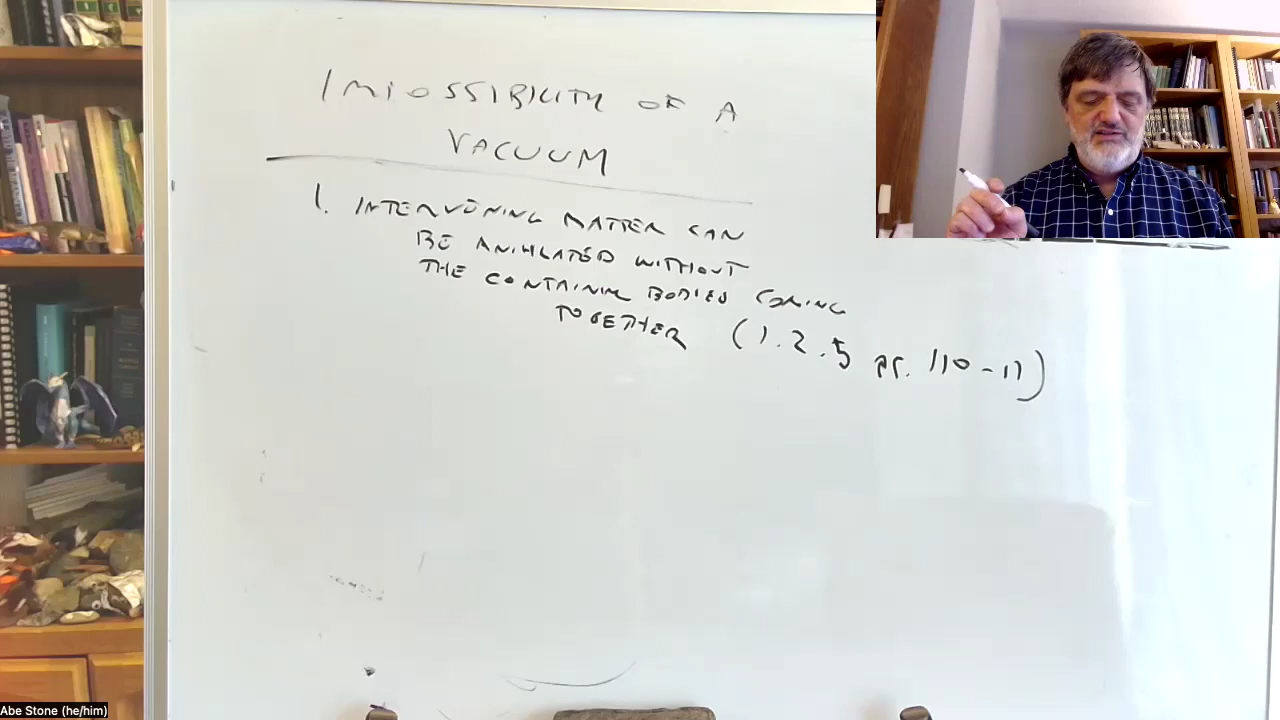 IMPOSSIBILITY OF A
VACUUM
1. INTERVENING MATTER CAN
BE ANIHLATED WITHOUT
THE CONTAINING BODIES COMING
TOGETHER (1.2.5 pp. 110-11)
Abe Stone (he/him)